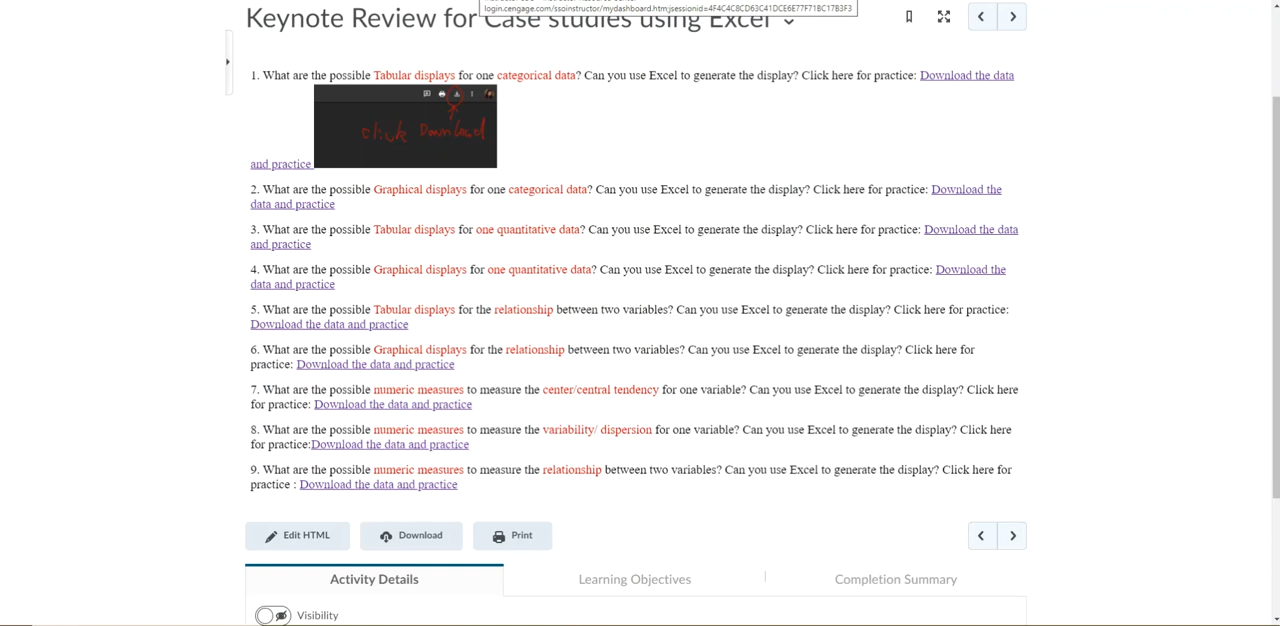 login.cengage.com/ssoinstructor/mydashboard.htm;jsessionid=4F4C4C8CD63C41DCE6E77F71BC17B3F3
Keynote Review for Case studies using Excel
1. What are the possible Tabular displays for one categorical data? Can you use Excel to generate the display? Click here for practice: Download the data
Click Download
and practice
2. What are the possible Graphical displays for one categorical data? Can you use Excel to generate the display? Click here for practice: Download the
data and practice
3. What are the possible Tabular displays for one quantitative data? Can you use Excel to generate the display? Click here for practice: Download the data
and practice
4. What are the possible Graphical displays for one quantitative data? Can you use Excel to generate the display? Click here for practice: Download the
data and practice
5. What are the possible Tabular displays for the relationship between two variables? Can you use Excel to generate the display? Click here for practice:
Download the data and practice
6. What are the possible Graphical displays for the relationship between two variables? Can you use Excel to generate the display? Click here for
practice: Download the data and practice
7. What are the possible numeric measures to measure the center/central tendency for one variable? Can you use Excel to generate the display? Click here
for practice: Download the data and practice
8. What are the possible numeric measures to measure the variability/ dispersion for one variable? Can you use Excel to generate the display? Click here
for practice:Download the data and practice
9. What are the possible numeric measures to measure the relationship between two variables? Can you use Excel to generate the display? Click here for
practice : Download the data and practice
Edit HTML Download Print
Activity Details Learning Objectives Completion Summary
Visibility